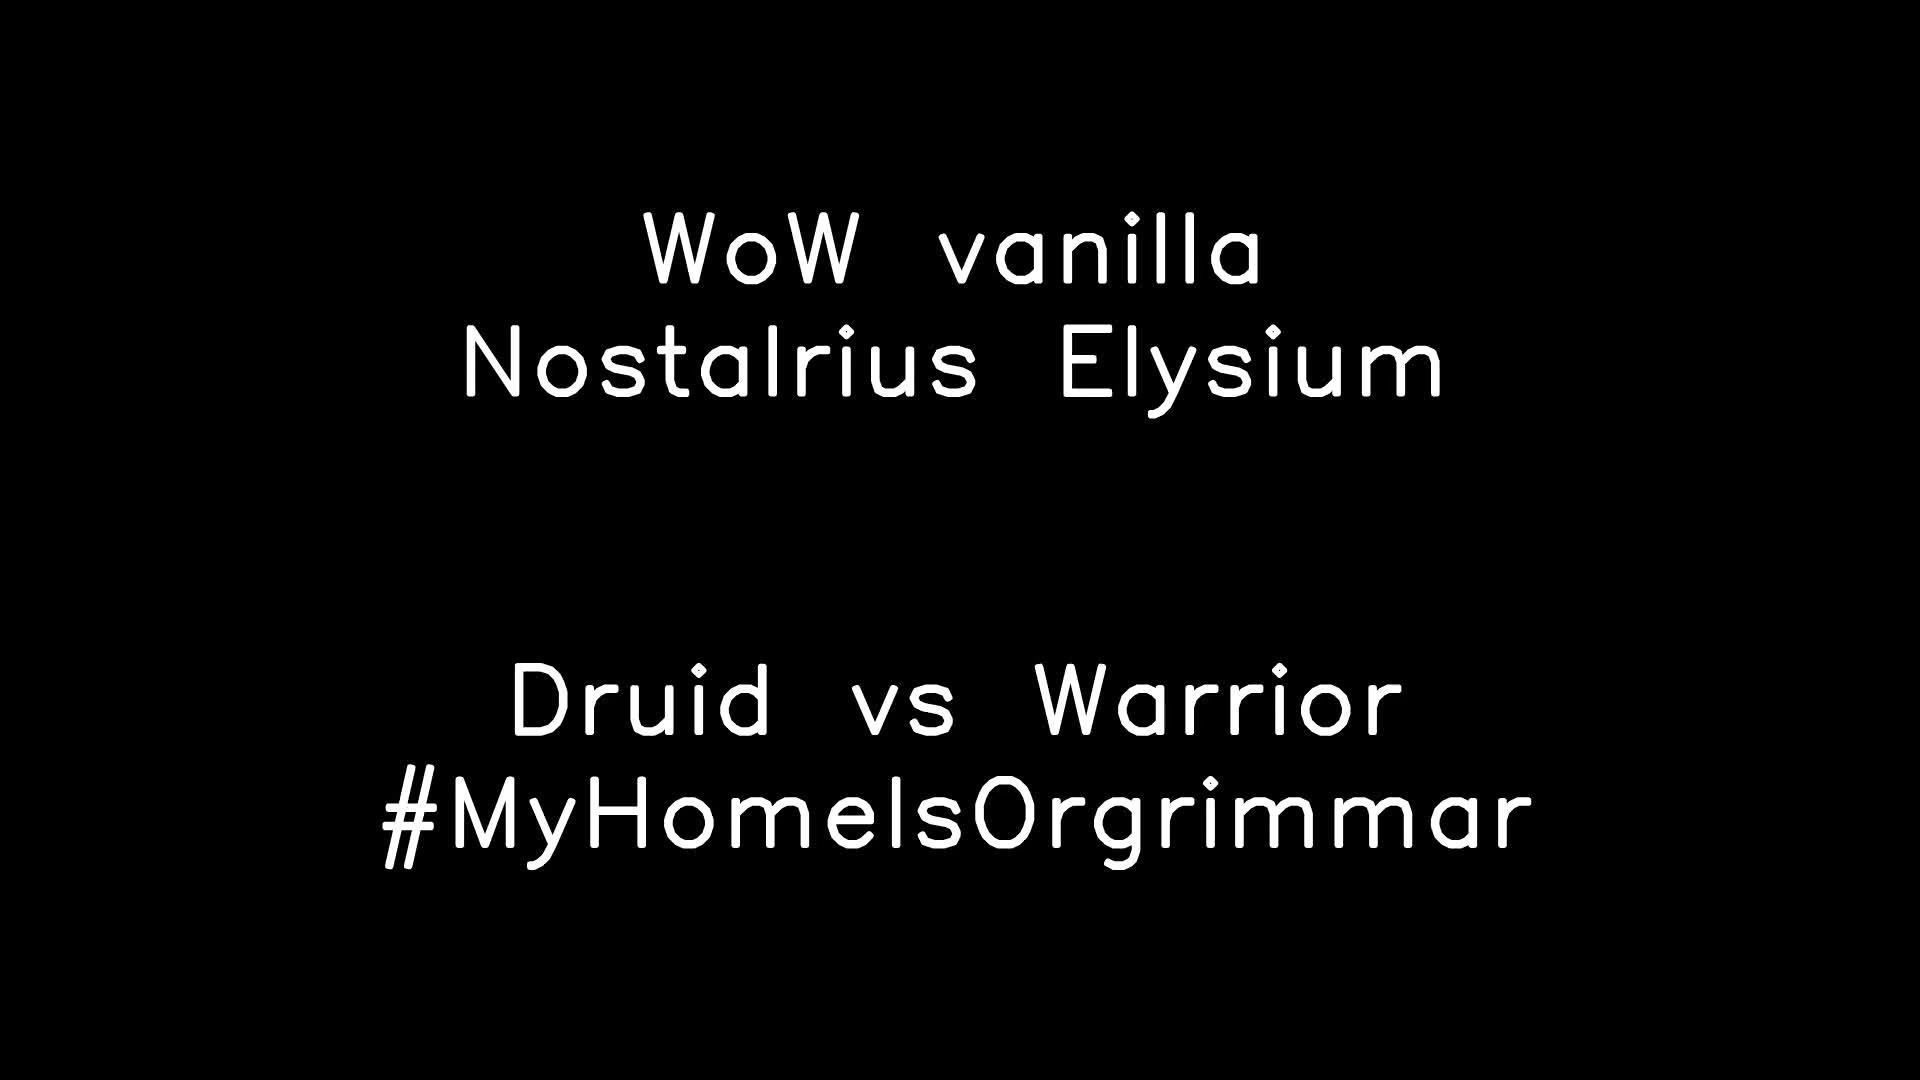 WoW vanilla
Nostalrius Elysium
Druid vs Warrior
#MyHomeIsOrgrimmar